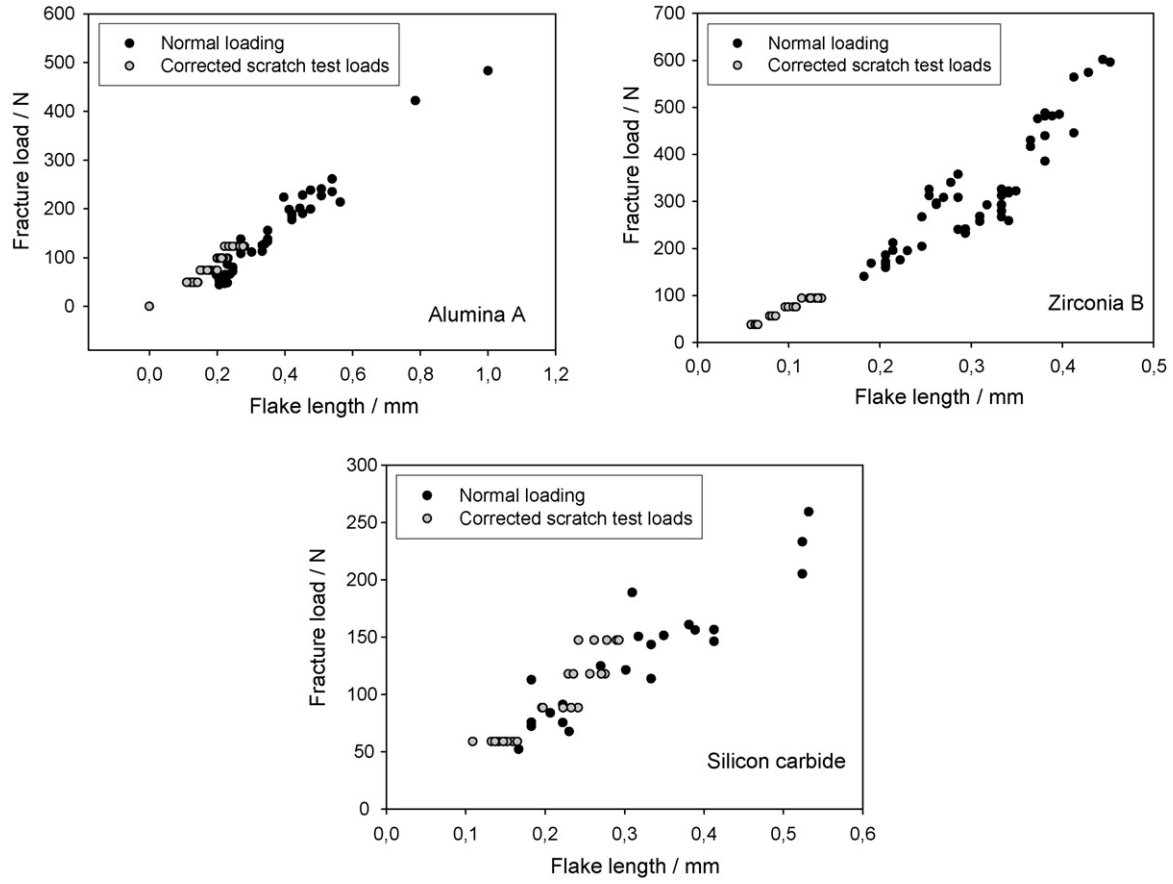 600
500
400
300
200
100
0
Fracture load / N
Normal loading
Corrected scratch test loads
Alumina A
0,0 0,2 0,4 0,6 0,8 1,0 1,2
Flake length / mm
700
600
500
400
300
200
100
0
Fracture load / N
Normal loading
Corrected scratch test loads
Zirconia B
0,0 0,1 0,2 0,3 0,4 0,5
Flake length / mm
300
250
200
150
100
50
0
Fracture load / N
Normal loading
Corrected scratch test loads
Silicon carbide
0,0 0,1 0,2 0,3 0,4 0,5 0,6
Flake length / mm